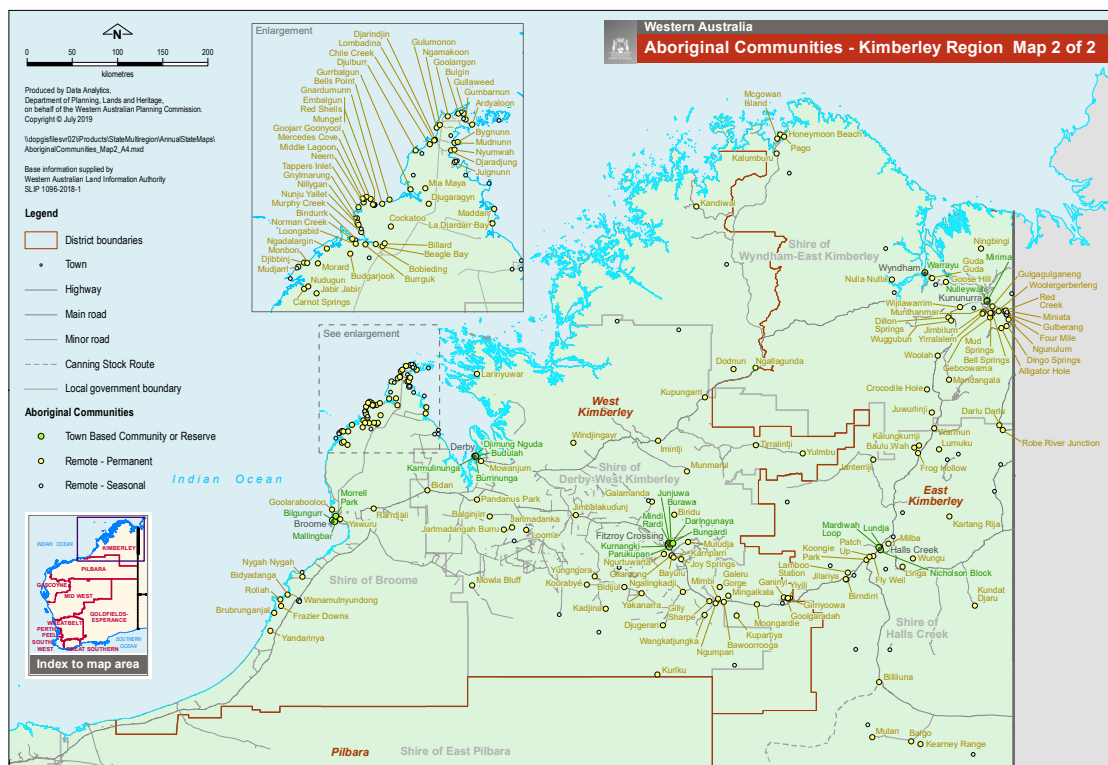 Western Australia
Aboriginal Communities - Kimberley Region Map 2 of 2
N
0 50 100 150 200
kilometres
Produced by Data Analytics,
Department of Planning, Lands and Heritage,
on behalf of the Western Australian Planning Commission.
Copyright © July 2019
\\dopgisfilesvr02\iProducts\StateMultiregion\AnnualStateMaps\
AboriginalCommunities_Map2_A4.mxd
Base information supplied by
Western Australian Land Information Authority
SLIP 1096-2018-1
Legend
District boundaries
Town
Highway
Main road
Minor road
Canning Stock Route
Local government boundary
Aboriginal Communities
Town Based Community or Reserve
Remote - Permanent
Remote - Seasonal
Enlargement
Djarindjin
Lombadina
Chile Creek
Djulburr
Gurrbalgun
Bells Point
Gnardumunn
Embalgun
Red Shells
Munget
Goojarr Goonyool
Mercedes Cove
Middle Lagoon
Neem
Tappers Inlet
Gnylmarung
Nillygan
Nunju Yallet
Murphy Creek
Bindurrk
Norman Creek
Loongabid
Ngadalargin
Monbon
Djibbinj
Mudjarrl
Gulumonon
Ngamakoon
Goolarrgon
Bulgin
Gullaweed
Gumbarnun
Ardyaloon
Bygnunn
Mudnunn
Nyumwah
Djaradjung
Julgnunn
Mia Maya
Djugaragyn
Maddarr
La Djardarr Bay
Cockatoo
Billard
Beagle Bay
Bobieding
Burrguk
Budgarjook
Morard
Nudugun
Jabir Jabir
Carnot Springs
See enlargement
Indian Ocean
Mcgowan
Island
Honeymoon Beach
Pago
Kalumburu
Kandiwal
Shire of
Wyndham-East Kimberley
Ningbingi
Wyndham
Warrayu
Guda
Guda
Mirima
Nulla Nulla
Goose Hill
Nulleywah
Kununurra
Gulgagulganeng
Woolergerberleng
Red
Creek
Miniata
Gulberang
Four Mile
Ngunulum
Dingo Springs
Alligator Hole
Wijilawarrim
Munthanmar
Dillon
Springs
Jimbilum
Wuggubun
Yirralalem
Mud
Springs
Bell Springs
Woolah
Geboowama
Mandangala
Crocodile Hole
Juwurlinji
Darlu Darlu
Warmun
Robe River Junction
Kalungkurriji
Baulu Wah
Lumuku
Frog Hollow
Janterriji
East
Kimberley
Dodnun
Ngallagunda
Larinyuwar
Kupungarri
West
Kimberley
Windjingayr
Imintji
Tirralintji
Yulmbu
Munmarul
Shire of
Derby-West Kimberley
Derby
Djimung Nguda
Budulah
Karmulinunga
Mowanjum
Burrinunga
Bidan
Pandanus Park
Goolarabooloo
Morrell
Park
Bilgungurr
Broome
Yawuru
Mallingbar
Randjali
Balginjirr
Jarlmadangah Burru
Jarlmadanka
Looma
Galamanda
Jimbalakudunj
Junjuwa
Burawa
Mindi
Rardi
Biridu
Darlngunaya
Bungardi
Fitzroy Crossing
Muludja
Kurnangki
Parukupan
Karnparri
Joy Springs
Ngurtuwarta
Bayulu
Yungngora
Koorabye
Gilarong
Bidijul
Ngalingkadji
Yakanarra
Kadjina
Djugerari
Gilly
Sharpe
Mimbi
Galeru
Gorge
Mingalkala
Ganinyi
Yiyili
Girriyoowa
Goolgaradah
Moongardie
Kupartiya
Bawoorrooga
Ngumpan
Wangkatjungka
Kurlku
Mowla Bluff
Nygah Nygah
Bidyadanga
Rollah
Wanamulnyundong
Brubrunganjal
Frazier Downs
Yandarinya
Shire of Broome
Mardiwah
Loop
Lundja
Milba
Kartang Rija
Koongie
Park
Patch
Up
Halls Creek
Wungu
Lamboo
Station
Linga
Nicholson Block
Jilariya
Fly Well
Birndirri
Kundat
Djaru
Shire of
Halls Creek
Billiluna
Mulan
Balgo
Kearney Range
Pilbara
Shire of East Pilbara
INDIAN OCEAN
KIMBERLEY
PILBARA
GASCOYNE
MID WEST
GOLDFIELDS-
ESPERANCE
WHEATBELT
PERTH
PEEL
SOUTH
WEST
GREAT SOUTHERN
SOUTHERN
OCEAN
Index to map area